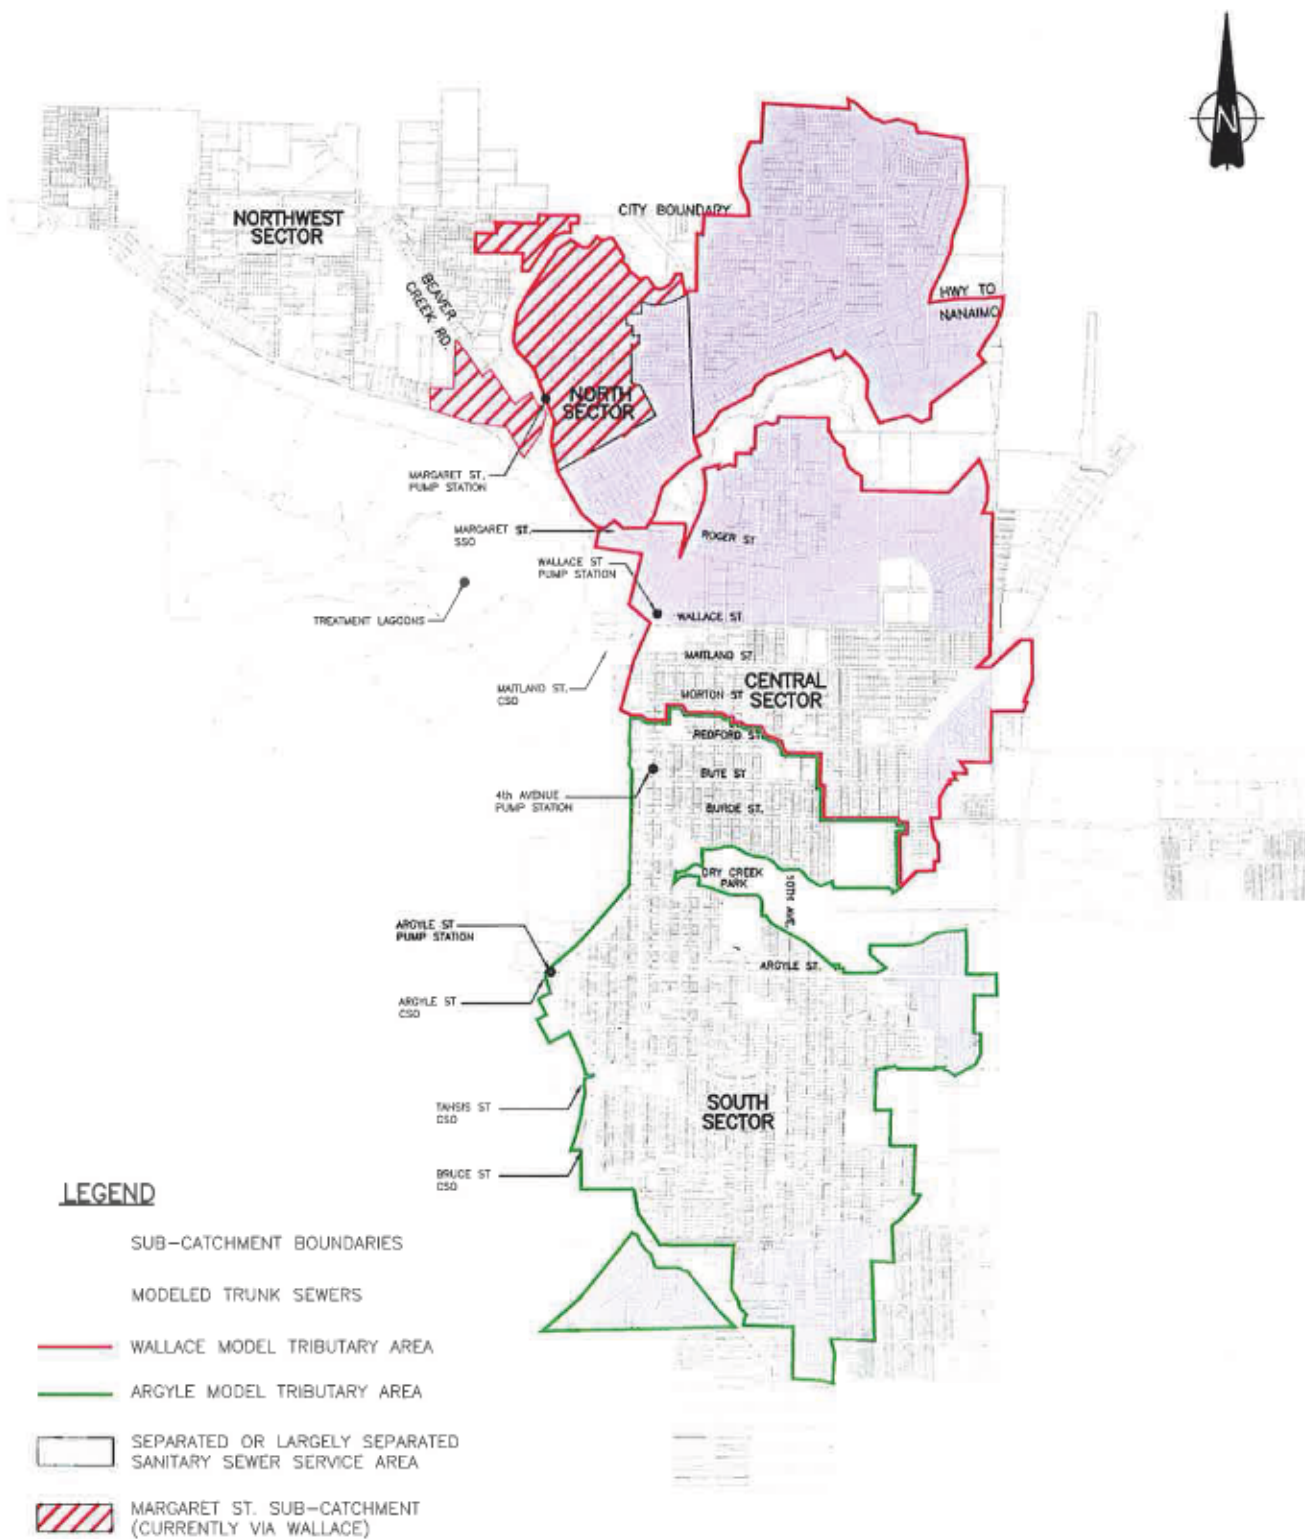 N
NORTHWEST
SECTOR
CITY BOUNDARY
BEAVER
CREEK RD.
HWY TO
NANAIMO
NORTH
SECTOR
MARGARET ST.
PUMP STATION
MARGARET ST.
SSO
ROGER ST
WALLACE ST
PUMP STATION
TREATMENT LAGOONS
WALLACE ST.
MAITLAND ST.
MAITLAND ST.
CSO
CENTRAL
SECTOR
MORTON ST
REDFORD ST.
BUTE ST
4th AVENUE
PUMP STATION
BURDE ST.
DRY CREEK
PARK
10TH AVE.
ARGYLE ST
PUMP STATION
ARGYLE ST.
ARGYLE ST
CSO
TAHSIS ST
CSO
SOUTH
SECTOR
BRUCE ST
CSO
LEGEND
SUB-CATCHMENT BOUNDARIES
MODELED TRUNK SEWERS
WALLACE MODEL TRIBUTARY AREA
ARGYLE MODEL TRIBUTARY AREA
SEPARATED OR LARGELY SEPARATED
SANITARY SEWER SERVICE AREA
MARGARET ST. SUB-CATCHMENT
(CURRENTLY VIA WALLACE)